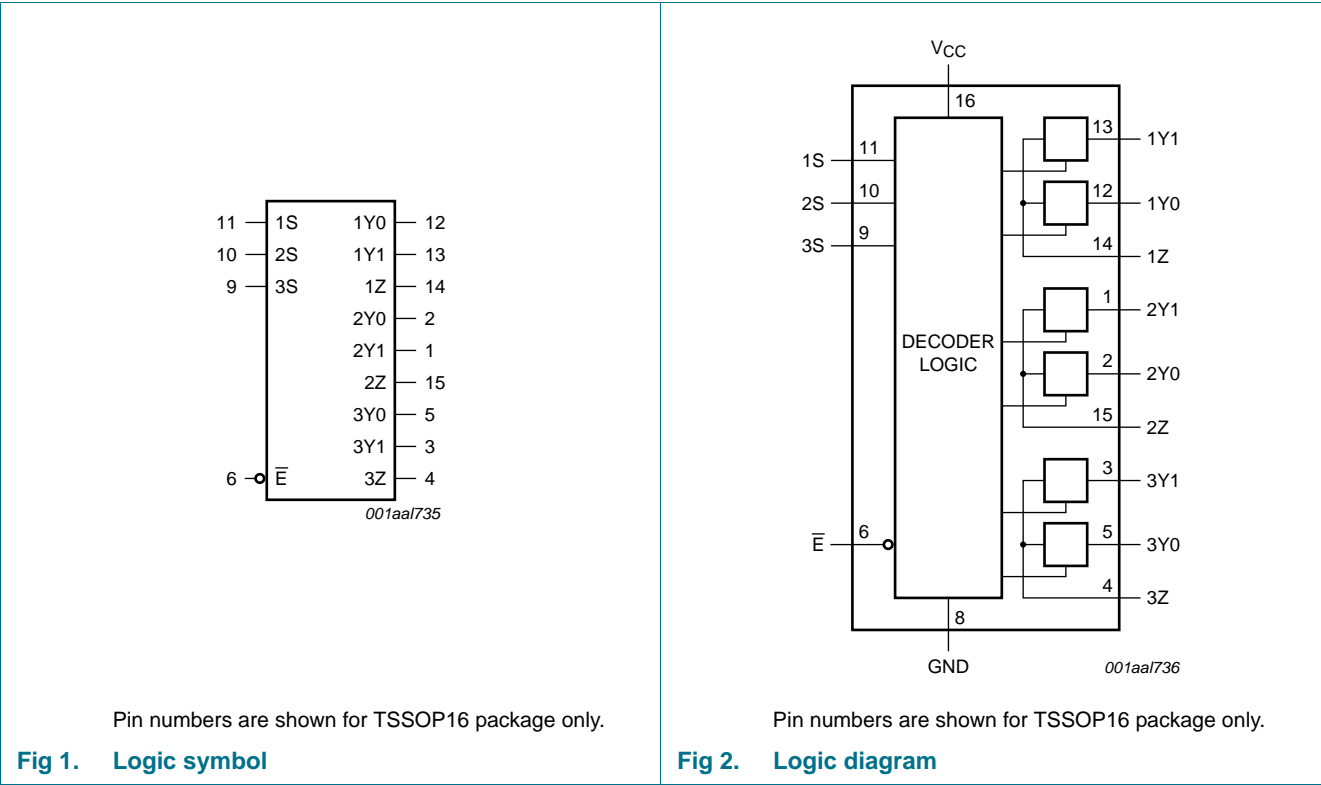 11 1S 1Y0 12
10 2S 1Y1 13
9 3S 1Z 14
2Y0 2
2Y1 1
2Z 15
3Y0 5
3Y1 3
6 E̅ 3Z 4
001aal735
Pin numbers are shown for TSSOP16 package only.
Fig 1. Logic symbol
VCC
16
13 1Y1
1S 11
12 1Y0
2S 10
3S 9
14 1Z
1 2Y1
DECODER
LOGIC
2 2Y0
15 2Z
3 3Y1
E̅ 6
5 3Y0
4 3Z
8
GND
001aal736
Pin numbers are shown for TSSOP16 package only.
Fig 2. Logic diagram